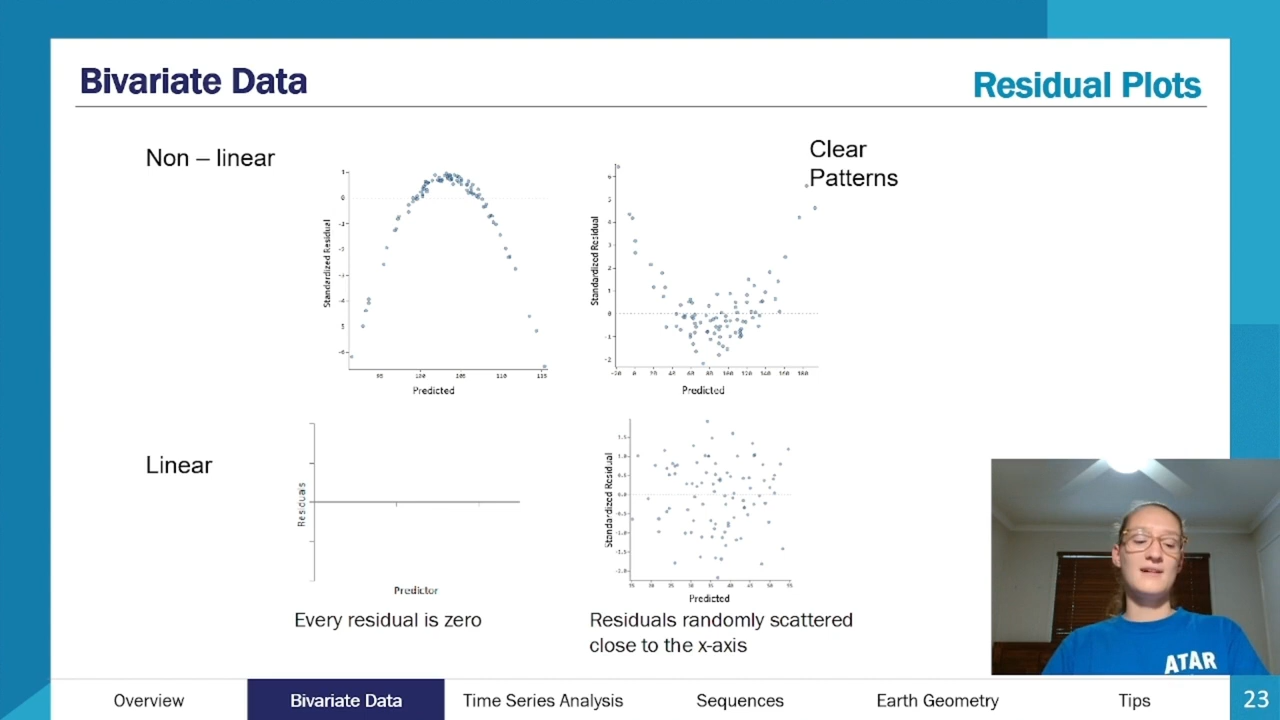 Bivariate Data
Residual Plots
Non – linear
Clear
Patterns
Standardized Residual
Predicted
Standardized Residual
Predicted
Linear
Residuals
Predictor
Every residual is zero
Standardized Residual
Predicted
Residuals randomly scattered
close to the x-axis
ATAR
Overview
Bivariate Data
Time Series Analysis
Sequences
Earth Geometry
Tips
23